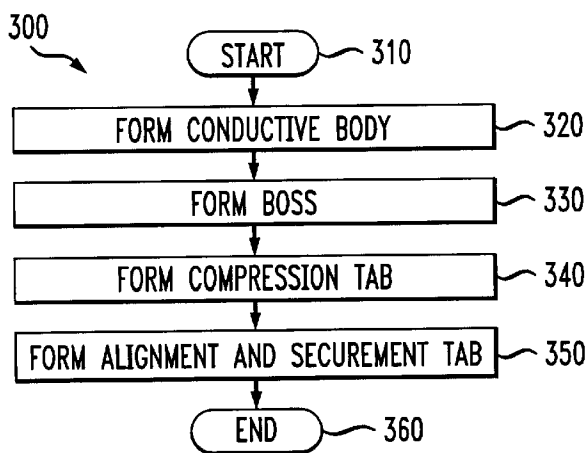 300
START 310
FORM CONDUCTIVE BODY 320
FORM BOSS 330
FORM COMPRESSION TAB 340
FORM ALIGNMENT AND SECUREMENT TAB 350
END 360